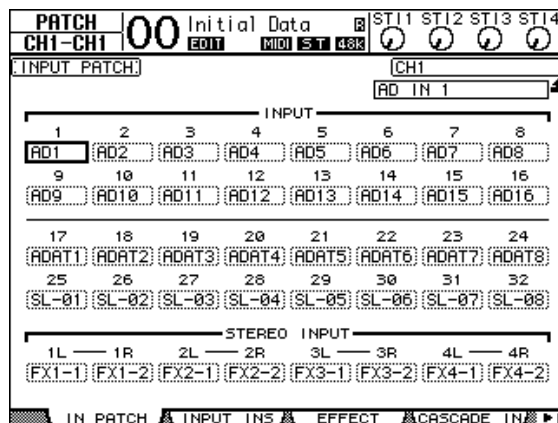 PATCH
CH1-CH1
00 Initial Data R
EDIT MIDI ST 48k
STI1 STI2 STI3 STI4
INPUT PATCH
CH1
AD IN 1
INPUT
1 2 3 4 5 6 7 8
AD1 AD2 AD3 AD4 AD5 AD6 AD7 AD8
9 10 11 12 13 14 15 16
AD9 AD10 AD11 AD12 AD13 AD14 AD15 AD16
17 18 19 20 21 22 23 24
ADAT1 ADAT2 ADAT3 ADAT4 ADAT5 ADAT6 ADAT7 ADAT8
25 26 27 28 29 30 31 32
SL-01 SL-02 SL-03 SL-04 SL-05 SL-06 SL-07 SL-08
STEREO INPUT
1L 1R 2L 2R 3L 3R 4L 4R
FX1-1 FX1-2 FX2-1 FX2-2 FX3-1 FX3-2 FX4-1 FX4-2
IN PATCH INPUT INS EFFECT CASCADE IN